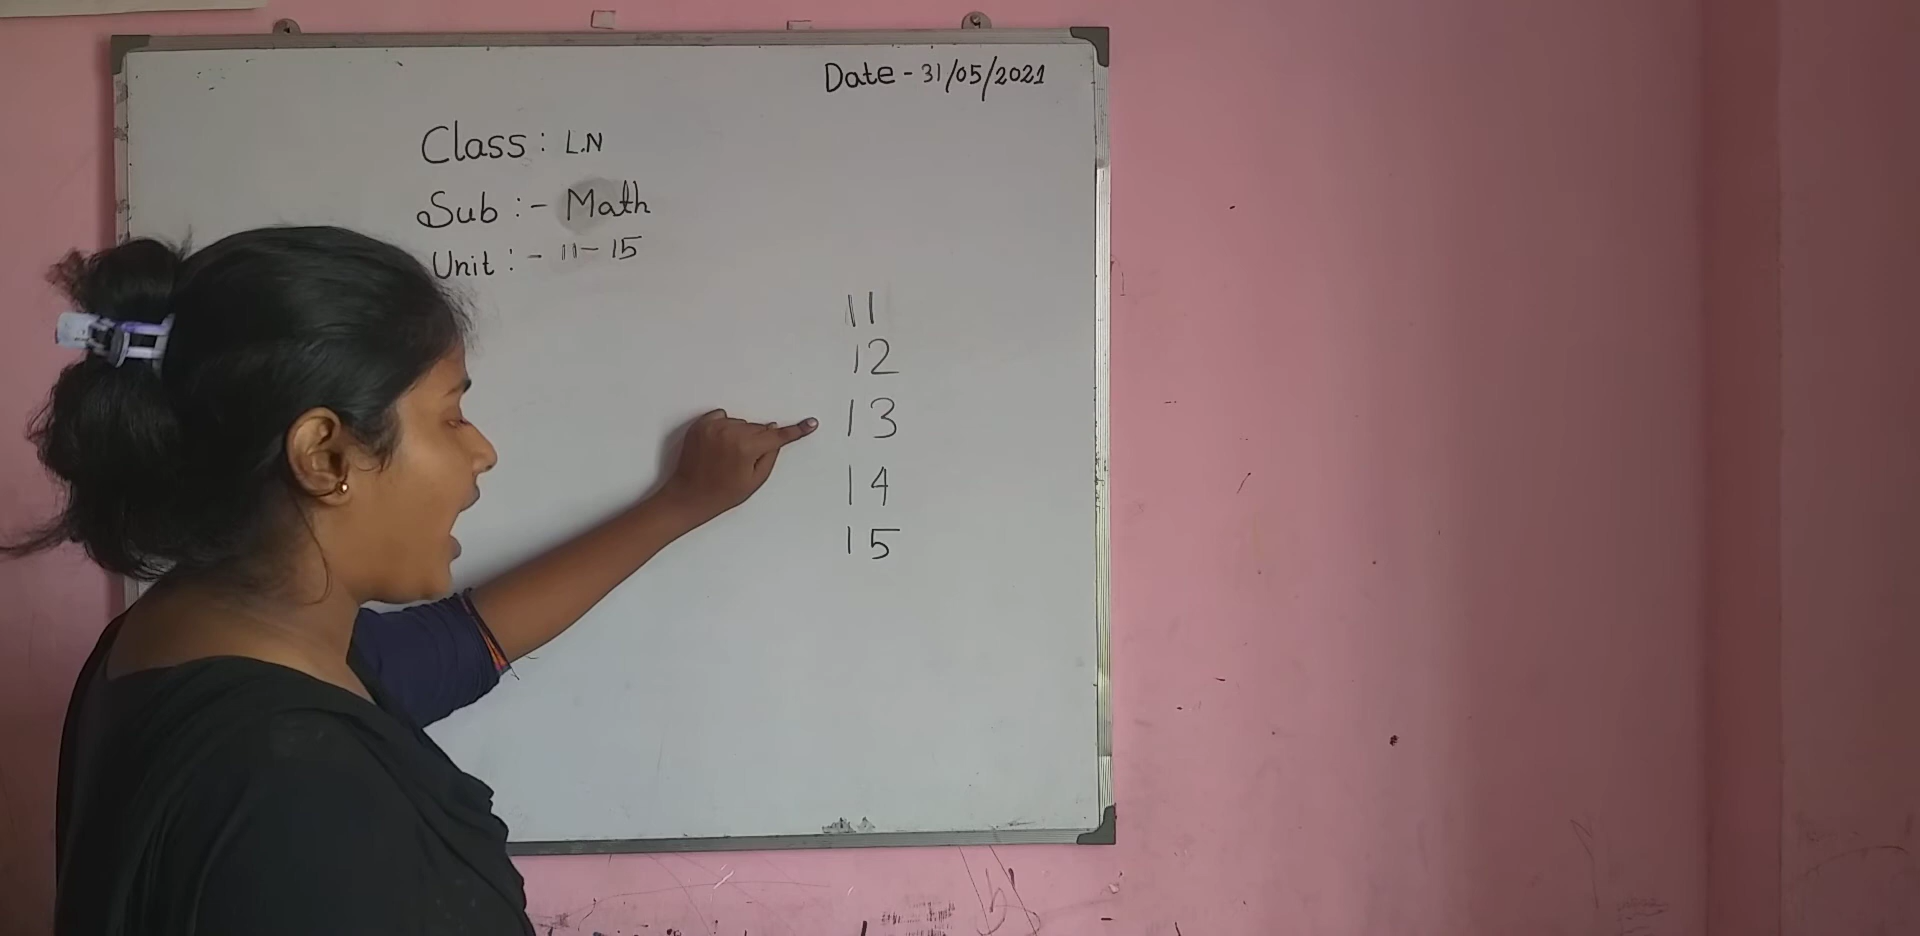 Date - 31/05/2021
Class : L.N
Sub :- Math
Unit :- 11-15
11
12
13
14
15